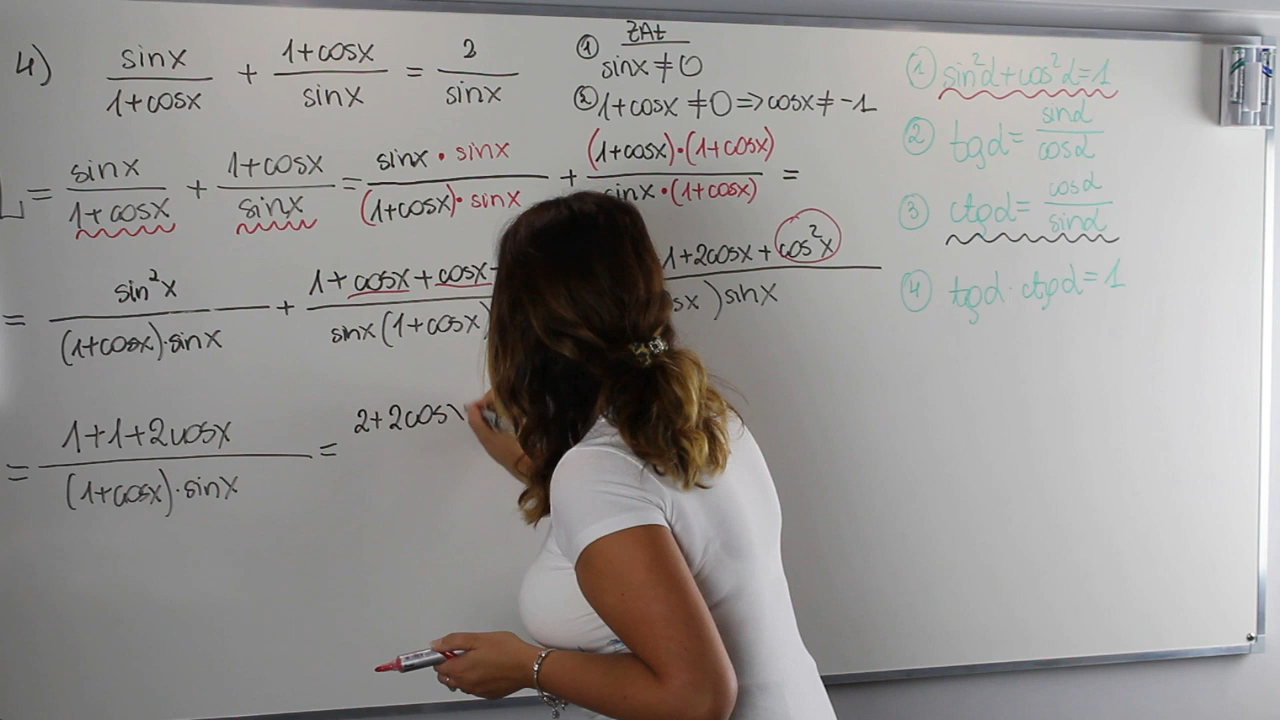 4) sinx/1+cosx + 1+cosx/sinx = 2/sinx
ZAŁ
① sinx ≠ 0
② 1+cosx ≠ 0 => cosx ≠ -1
L = sinx/1+cosx + 1+cosx/sinx = sinx · sinx/(1+cosx) · sinx + (1+cosx)·(1+cosx)/sinx·(1+cosx) =
= sin²x/(1+cosx)·sinx + 1+cosx+cosx/sinx(1+cosx) 1+2cosx+cos²x/)sinx
= 1+1+2cosx/(1+cosx)·sinx = 2+2cos
① sin²α+cos²α=1
② tgα = sinα/cosα
③ ctgα = cosα/sinα
④ tgα · ctgα = 1